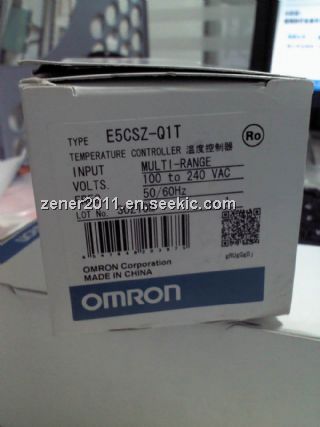 TYPE E5CSZ-Q1T
Ro
TEMPERATURE CONTROLLER 温度控制器
INPUT MULTI-RANGE
VOLTS. 100 to 240 VAC
50/60Hz
zener2011.en.seekic.com
LOT No.
OMRON Corporation
MADE IN CHINA
OMRON